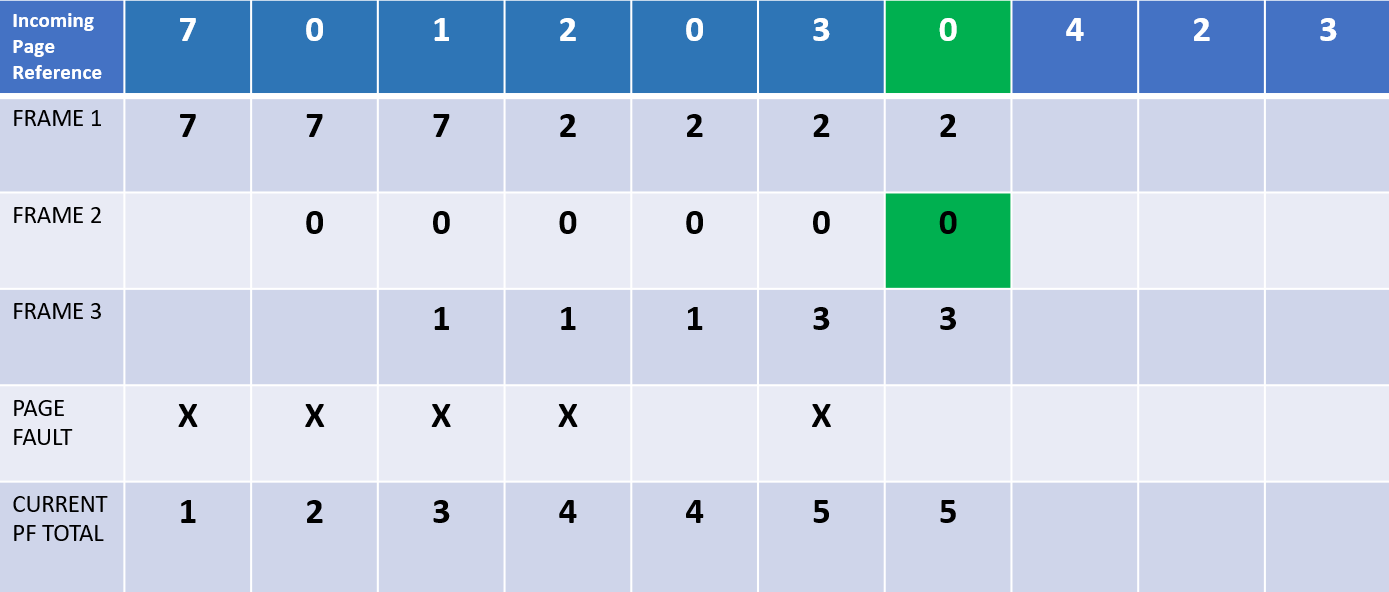 Incoming Page Reference 7 0 1 2 0 3 0 4 2 3
FRAME 1 7 7 7 2 2 2 2
FRAME 2 0 0 0 0 0 0
FRAME 3 1 1 1 3 3
PAGE FAULT X X X X X
CURRENT PF TOTAL 1 2 3 4 4 5 5